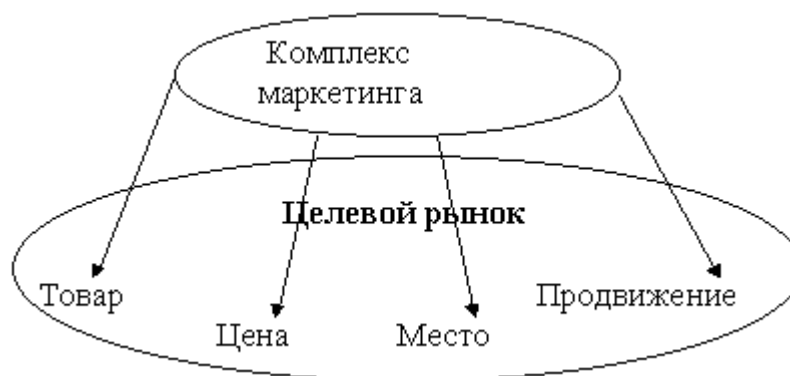 Комплекс
маркетинга
Целевой рынок
Товар
Продвижение
Цена
Место